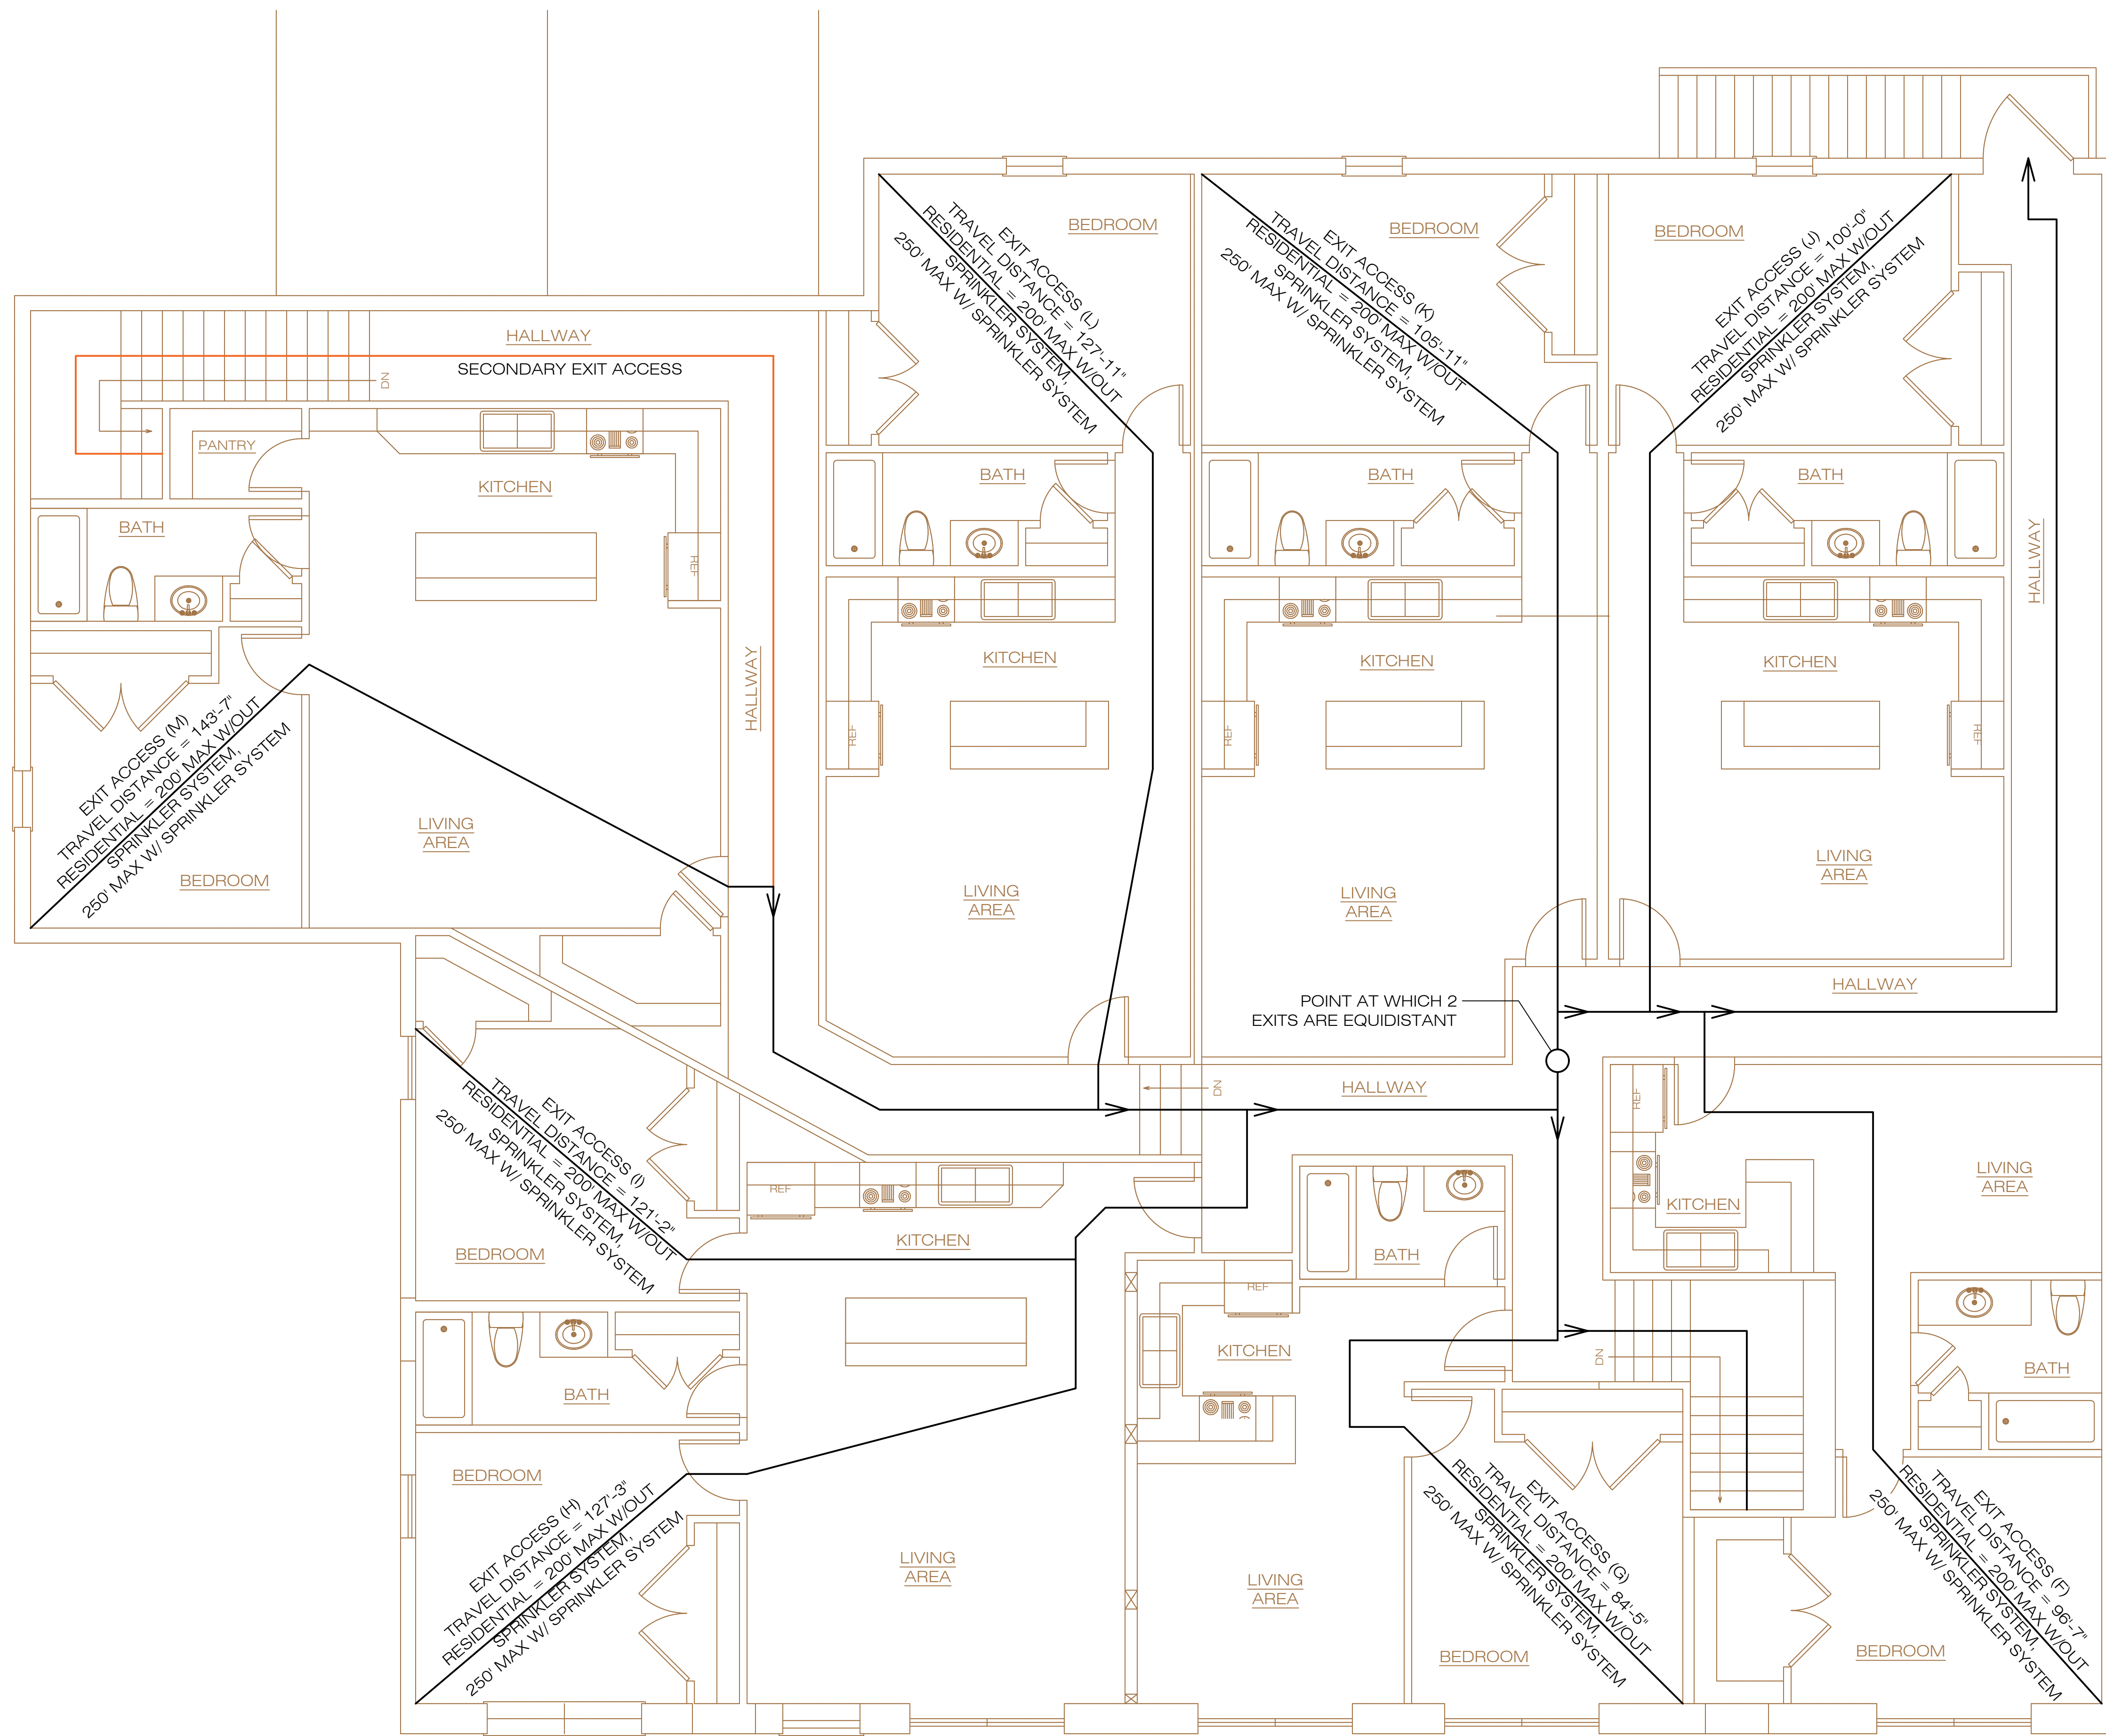 BEDROOM
EXIT ACCESS (L)
TRAVEL DISTANCE = 127'-11"
RESIDENTIAL = 200' MAX W/OUT
SPRINKLER SYSTEM,
250' MAX W/ SPRINKLER SYSTEM
BEDROOM
EXIT ACCESS (K)
TRAVEL DISTANCE = 105'-11"
RESIDENTIAL = 200' MAX W/OUT
SPRINKLER SYSTEM,
250' MAX W/ SPRINKLER SYSTEM
BEDROOM
EXIT ACCESS (J)
TRAVEL DISTANCE = 100'-0"
RESIDENTIAL = 200' MAX W/OUT
SPRINKLER SYSTEM,
250' MAX W/ SPRINKLER SYSTEM
HALLWAY
SECONDARY EXIT ACCESS
DN
PANTRY
KITCHEN
BATH
REF
HALLWAY
BATH
BATH
BATH
HALLWAY
KITCHEN
KITCHEN
KITCHEN
REF
REF
REF
EXIT ACCESS (M)
TRAVEL DISTANCE = 143'-7"
RESIDENTIAL = 200' MAX W/OUT
SPRINKLER SYSTEM,
250' MAX W/ SPRINKLER SYSTEM
LIVING
AREA
BEDROOM
LIVING
AREA
LIVING
AREA
LIVING
AREA
POINT AT WHICH 2
EXITS ARE EQUIDISTANT
HALLWAY
DN
HALLWAY
EXIT ACCESS (I)
TRAVEL DISTANCE = 121'-2"
RESIDENTIAL = 200' MAX W/OUT
SPRINKLER SYSTEM,
250' MAX W/ SPRINKLER SYSTEM
BEDROOM
REF
KITCHEN
REF
KITCHEN
LIVING
AREA
BATH
REF
KITCHEN
DN
BATH
BATH
BEDROOM
EXIT ACCESS (H)
TRAVEL DISTANCE = 127'-3"
RESIDENTIAL = 200' MAX W/OUT
SPRINKLER SYSTEM,
250' MAX W/ SPRINKLER SYSTEM
LIVING
AREA
LIVING
AREA
EXIT ACCESS (G)
TRAVEL DISTANCE = 84'-5"
RESIDENTIAL = 200' MAX W/OUT
SPRINKLER SYSTEM,
250' MAX W/ SPRINKLER SYSTEM
BEDROOM
EXIT ACCESS (F)
TRAVEL DISTANCE = 96'-7"
RESIDENTIAL = 200' MAX W/OUT
SPRINKLER SYSTEM,
250' MAX W/ SPRINKLER SYSTEM
BEDROOM